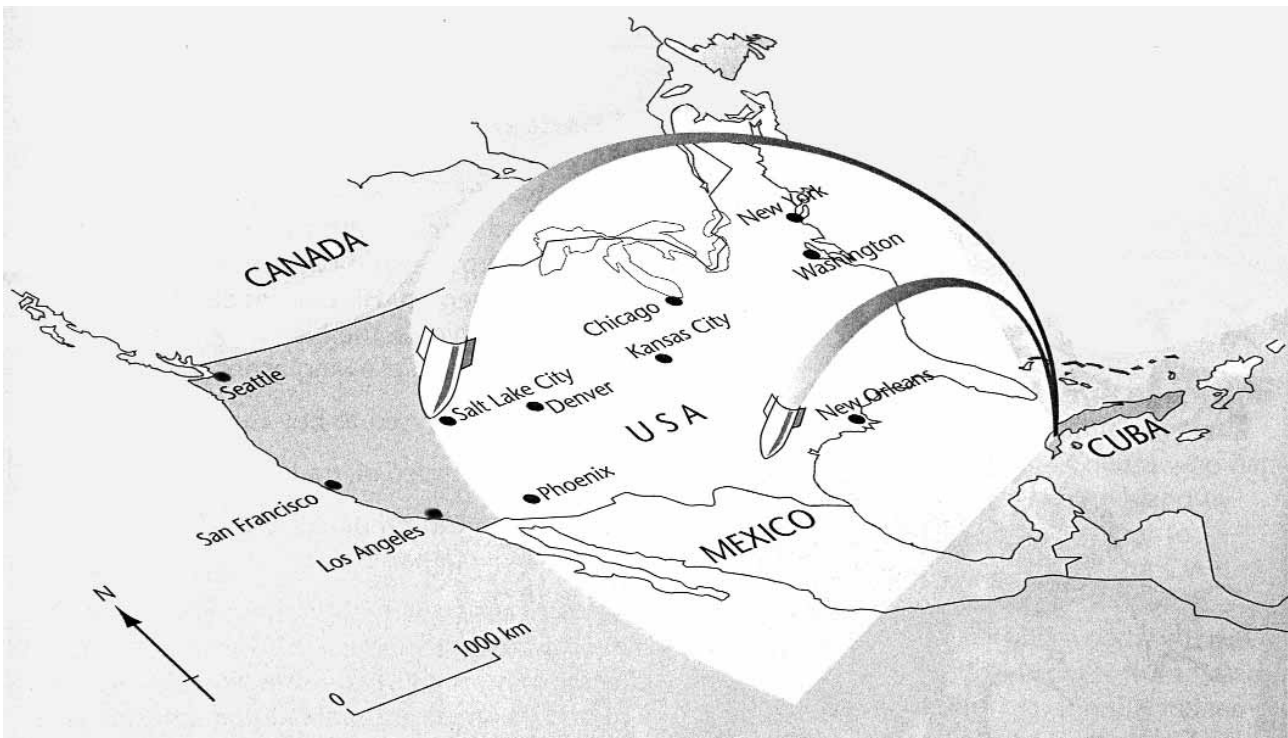 CANADA
New York
Washington
Chicago
Kansas City
Seattle
Salt Lake City
Denver
New Orleans
USA
CUBA
Phoenix
San Francisco
Los Angeles
MEXICO
N
0
1000 km